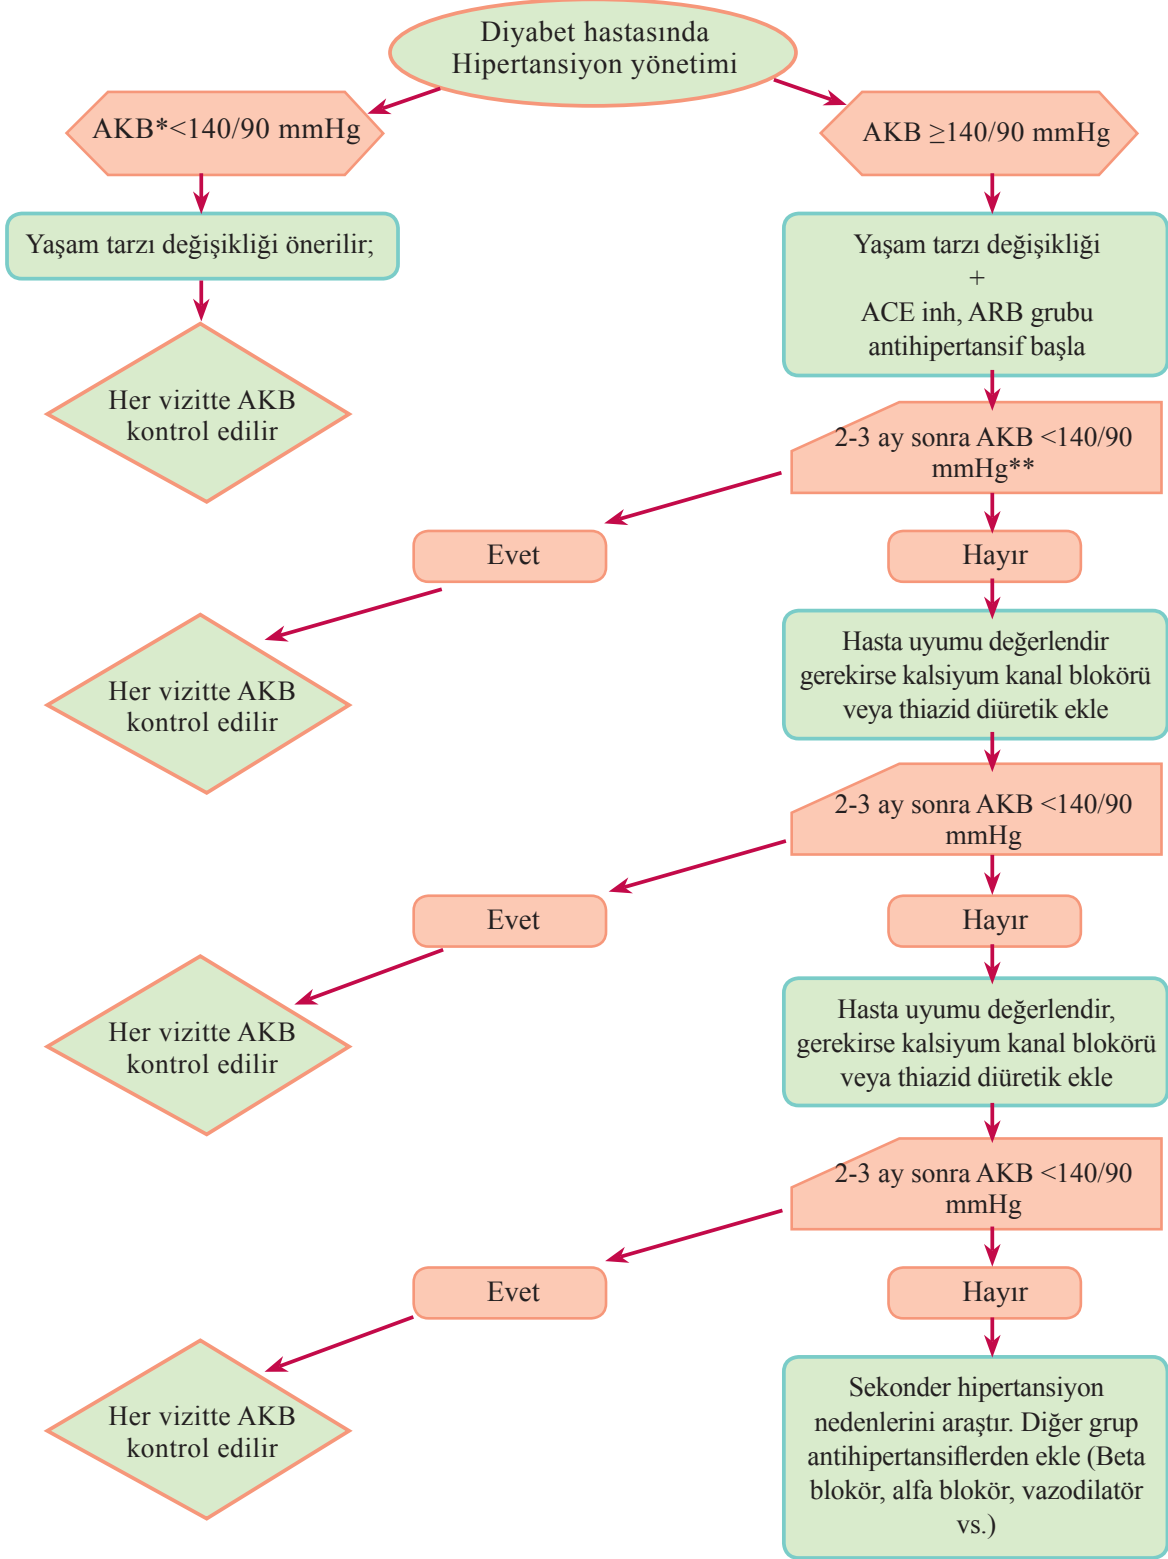 Diyabet hastasında
Hipertansiyon yönetimi
AKB*<140/90 mmHg
AKB ≥140/90 mmHg
Yaşam tarzı değişikliği önerilir;
Yaşam tarzı değişikliği
+
ACE inh, ARB grubu
antihipertansif başla
Her vizitte AKB
kontrol edilir
2-3 ay sonra AKB <140/90
mmHg**
Evet
Hayır
Her vizitte AKB
kontrol edilir
Hasta uyumu değerlendir
gerekirse kalsiyum kanal blokörü
veya thiazid diüretik ekle
2-3 ay sonra AKB <140/90
mmHg
Evet
Hayır
Her vizitte AKB
kontrol edilir
Hasta uyumu değerlendir,
gerekirse kalsiyum kanal blokörü
veya thiazid diüretik ekle
2-3 ay sonra AKB <140/90
mmHg
Evet
Hayır
Her vizitte AKB
kontrol edilir
Sekonder hipertansiyon
nedenlerini araştır. Diğer grup
antihipertansiflerden ekle (Beta
blokör, alfa blokör, vazodilatör
vs.)